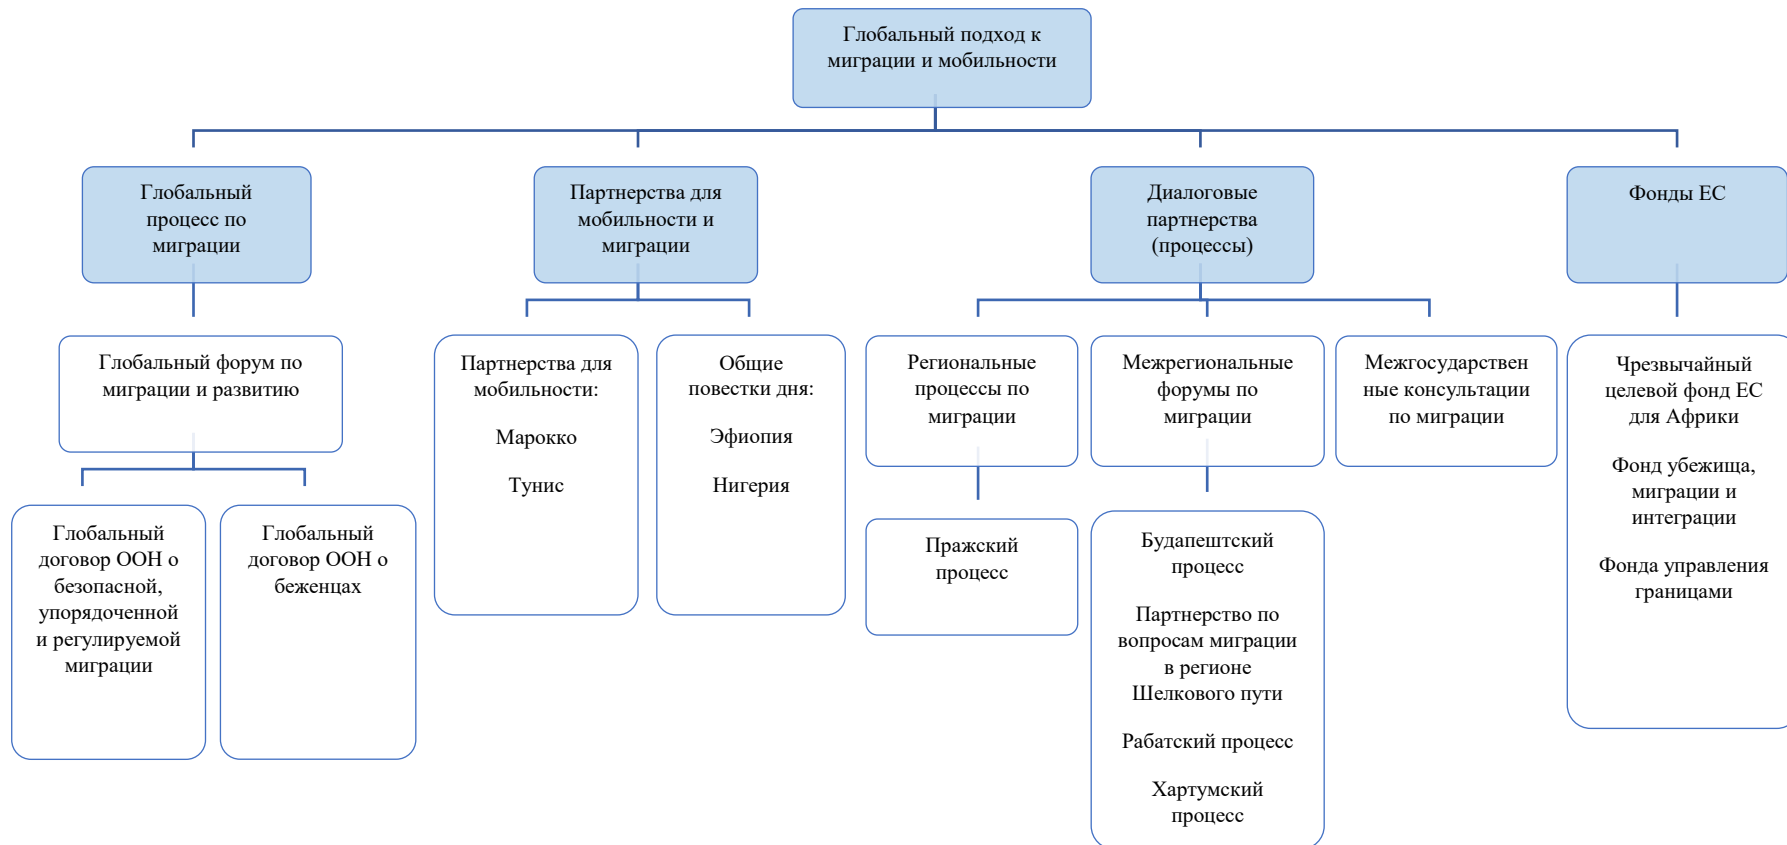 Глобальный подход к
миграции и мобильности
Глобальный
процесс по
миграции
Партнерства для
мобильности и
миграции
Диалоговые
партнерства
(процессы)
Фонды ЕС
Глобальный форум по
миграции и развитию
Партнерства для
мобильности:
Марокко
Тунис
Общие
повестки дня:
Эфиопия
Нигерия
Региональные
процессы по
миграции
Межрегиональные
форумы по
миграции
Межгосударствен
ные консультации
по миграции
Чрезвычайный
целевой фонд ЕС
для Африки
Фонд убежища,
миграции и
интеграции
Фонда управления
границами
Глобальный
договор ООН о
безопасной,
упорядоченной
и регулируемой
миграции
Глобальный
договор ООН о
беженцах
Пражский
процесс
Будапештский
процесс
Партнерство по
вопросам миграции
в регионе
Шелкового пути
Рабатский процесс
Хартумский
процесс